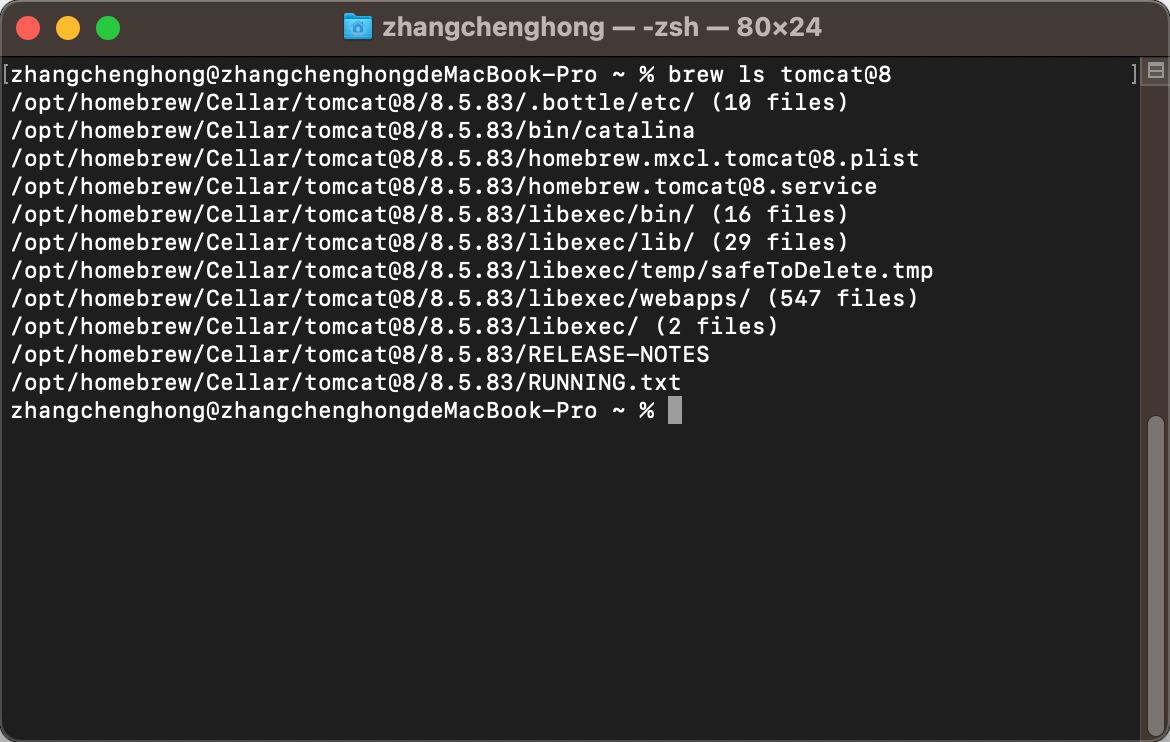 zhangchenghong — -zsh — 80×24
[zhangchenghong@zhangchenghongdeMacBook-Pro ~ % brew ls tomcat@8 ]
/opt/homebrew/Cellar/tomcat@8/8.5.83/.bottle/etc/ (10 files)
/opt/homebrew/Cellar/tomcat@8/8.5.83/bin/catalina
/opt/homebrew/Cellar/tomcat@8/8.5.83/homebrew.mxcl.tomcat@8.plist
/opt/homebrew/Cellar/tomcat@8/8.5.83/homebrew.tomcat@8.service
/opt/homebrew/Cellar/tomcat@8/8.5.83/libexec/bin/ (16 files)
/opt/homebrew/Cellar/tomcat@8/8.5.83/libexec/lib/ (29 files)
/opt/homebrew/Cellar/tomcat@8/8.5.83/libexec/temp/safeToDelete.tmp
/opt/homebrew/Cellar/tomcat@8/8.5.83/libexec/webapps/ (547 files)
/opt/homebrew/Cellar/tomcat@8/8.5.83/libexec/ (2 files)
/opt/homebrew/Cellar/tomcat@8/8.5.83/RELEASE-NOTES
/opt/homebrew/Cellar/tomcat@8/8.5.83/RUNNING.txt
zhangchenghong@zhangchenghongdeMacBook-Pro ~ %